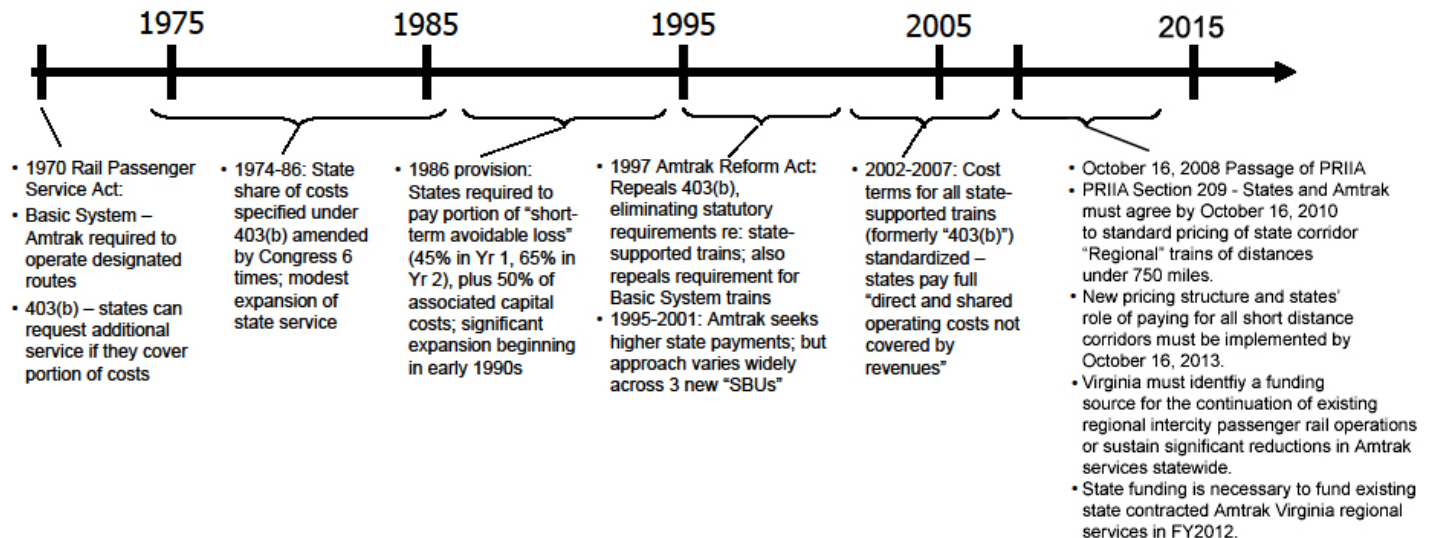 1975
1985
1995
2005
2015
• 1970 Rail Passenger
Service Act:
• Basic System –
Amtrak required to
operate designated
routes
• 403(b) – states can
request additional
service if they cover
portion of costs
• 1974-86: State
share of costs
specified under
403(b) amended
by Congress 6
times; modest
expansion of
state service
• 1986 provision:
States required to
pay portion of “short-
term avoidable loss”
(45% in Yr 1, 65% in
Yr 2), plus 50% of
associated capital
costs; significant
expansion beginning
in early 1990s
• 1997 Amtrak Reform Act:
Repeals 403(b),
eliminating statutory
requirements re: state-
supported trains; also
repeals requirement for
Basic System trains
• 1995-2001: Amtrak seeks
higher state payments; but
approach varies widely
across 3 new “SBUs”
• 2002-2007: Cost
terms for all state-
supported trains
(formerly “403(b)”)
standardized –
states pay full
“direct and shared
operating costs not
covered by
revenues”
• October 16, 2008 Passage of PRIIA
• PRIIA Section 209 - States and Amtrak
must agree by October 16, 2010
to standard pricing of state corridor
“Regional” trains of distances
under 750 miles.
• New pricing structure and states’
role of paying for all short distance
corridors must be implemented by
October 16, 2013.
• Virginia must identfiy a funding
source for the continuation of existing
regional intercity passenger rail operations
or sustain significant reductions in Amtrak
services statewide.
• State funding is necessary to fund existing
state contracted Amtrak Virginia regional
services in FY2012.